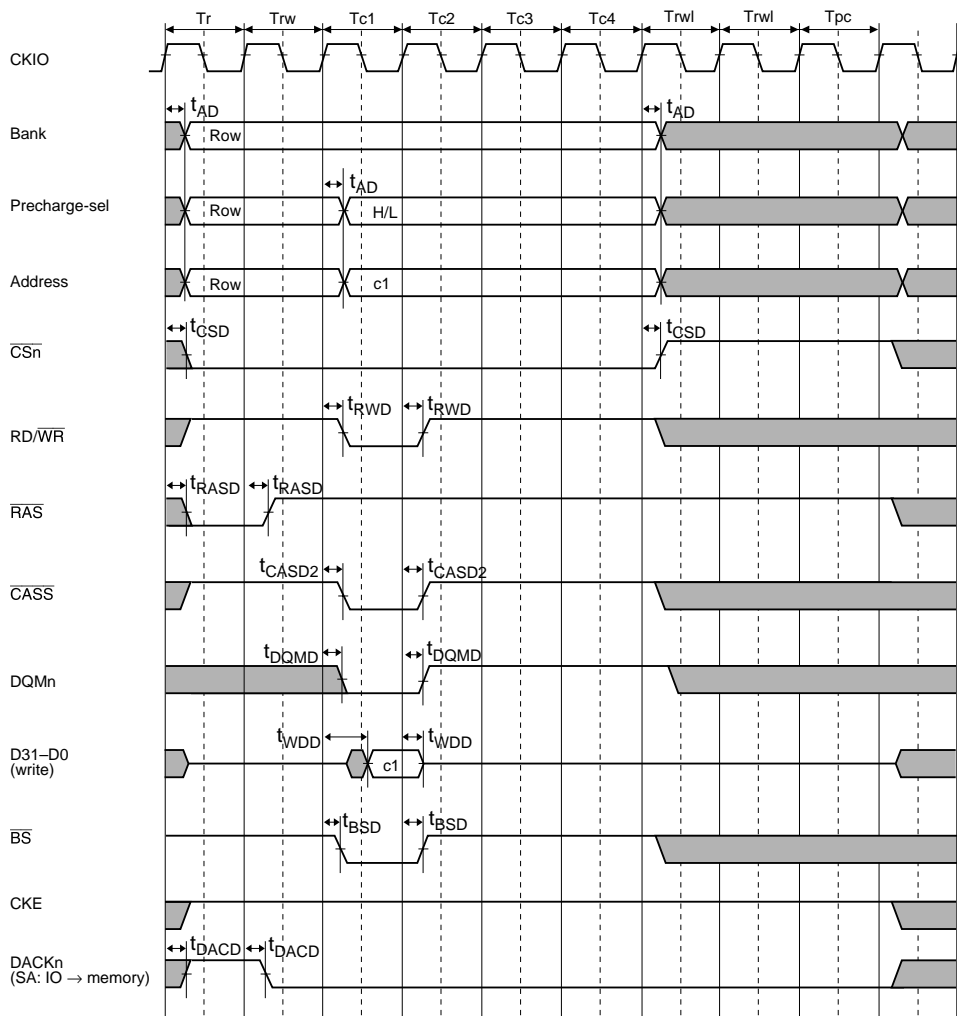 Tr Trw Tc1 Tc2 Tc3 Tc4 Trwl Trwl Tpc
CKIO
tAD tAD
Bank Row
tAD
Precharge-sel Row H/L
Address Row c1
tCSD tCSD
CSn
tRWD tRWD
RD/WR
tRASD tRASD
RAS
tCASD2 tCASD2
CASS
tDQMD tDQMD
DQMn
tWDD tWDD
D31–D0
(write) c1
tBSD tBSD
BS
CKE
tDACD tDACD
DACKn
(SA: IO → memory)